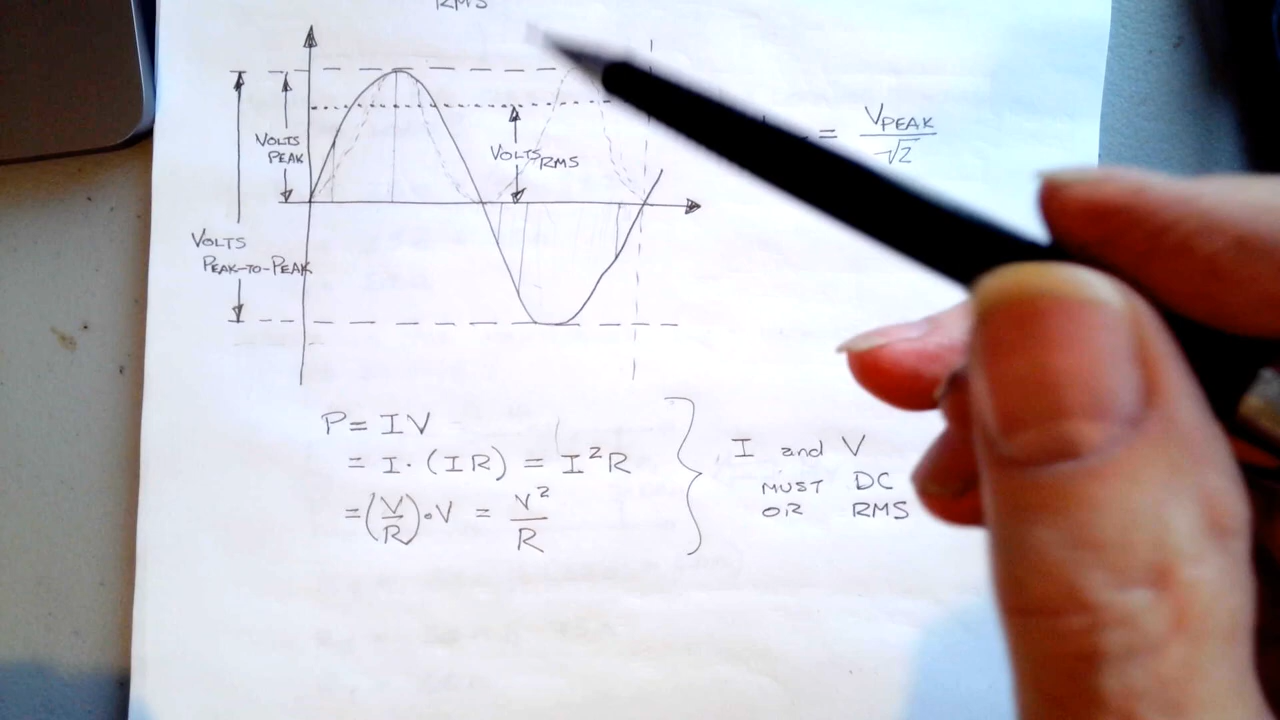 RMS
VOLTS PEAK
VOLTS RMS
VOLTS PEAK-TO-PEAK
= VPEAK / √2
P = IV
= I · (IR) = I²R
= (V/R) · V = V²/R
I and V
MUST DC
OR RMS